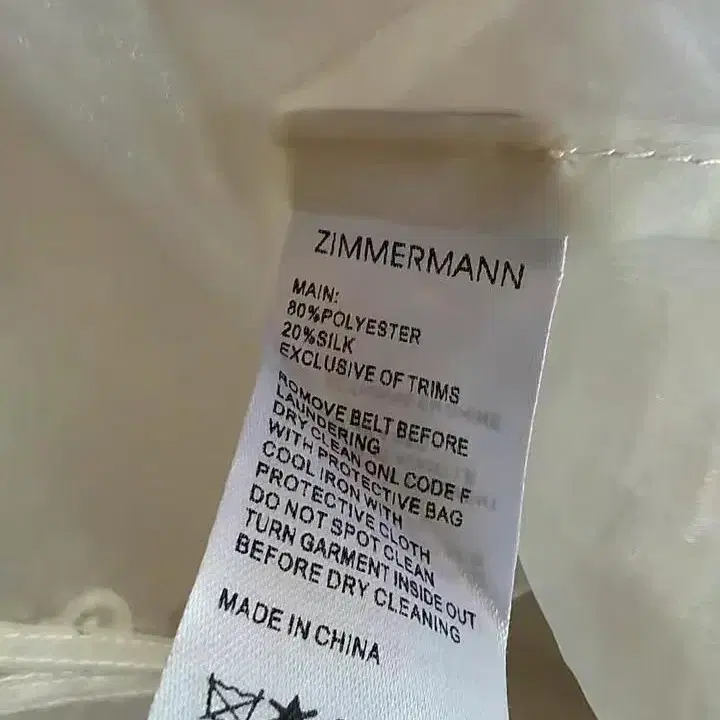 ZIMMERMANN
MAIN:
80%POLYESTER
20%SILK
EXCLUSIVE OF TRIMS
ROMOVE BELT BEFORE
LAUNDERING
DRY CLEAN ONL CODE F
WITH PROTECTIVE BAG
COOL IRON WITH
PROTECTIVE CLOTH
DO NOT SPOT CLEAN
TURN GARMENT INSIDE OUT
BEFORE DRY CLEANING
MADE IN CHINA